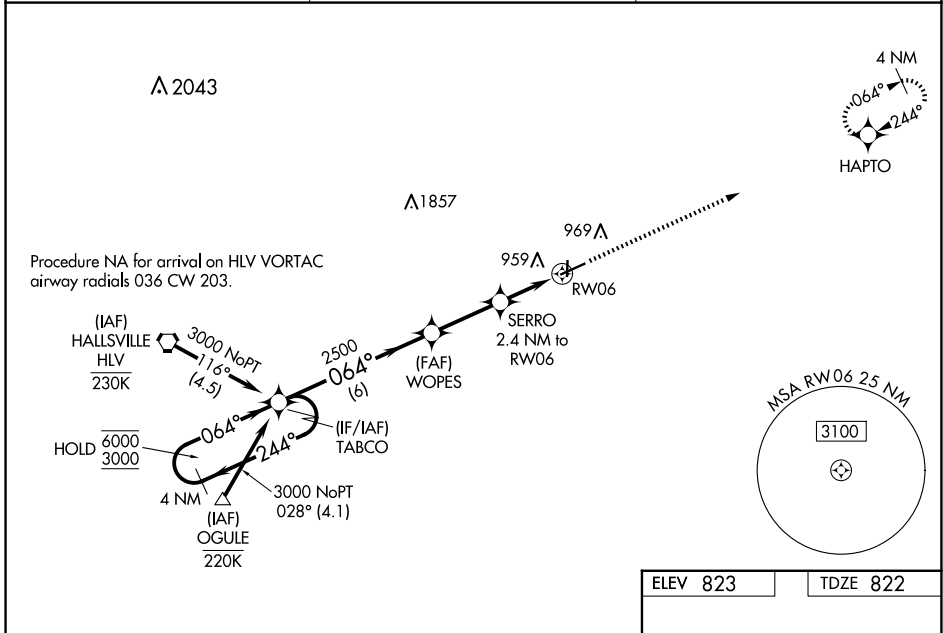 2043
4 NM
064°
244°
HAPTO
1857
969
959
RW06
Procedure NA for arrival on HLV VORTAC
airway radials 036 CW 203.
SERRO
2.4 NM to
RW06
(IAF)
HALLSVILLE
HLV
230K
3000 NoPT
116°
(4.5)
2500
064°
(6)
(FAF)
WOPES
MSA RW06 25 NM
3100
HOLD 6000
3000
064°
244°
(IF/IAF)
TABCO
4 NM
3000 NoPT
028° (4.1)
(IAF)
OGULE
220K
ELEV 823
TDZE 822